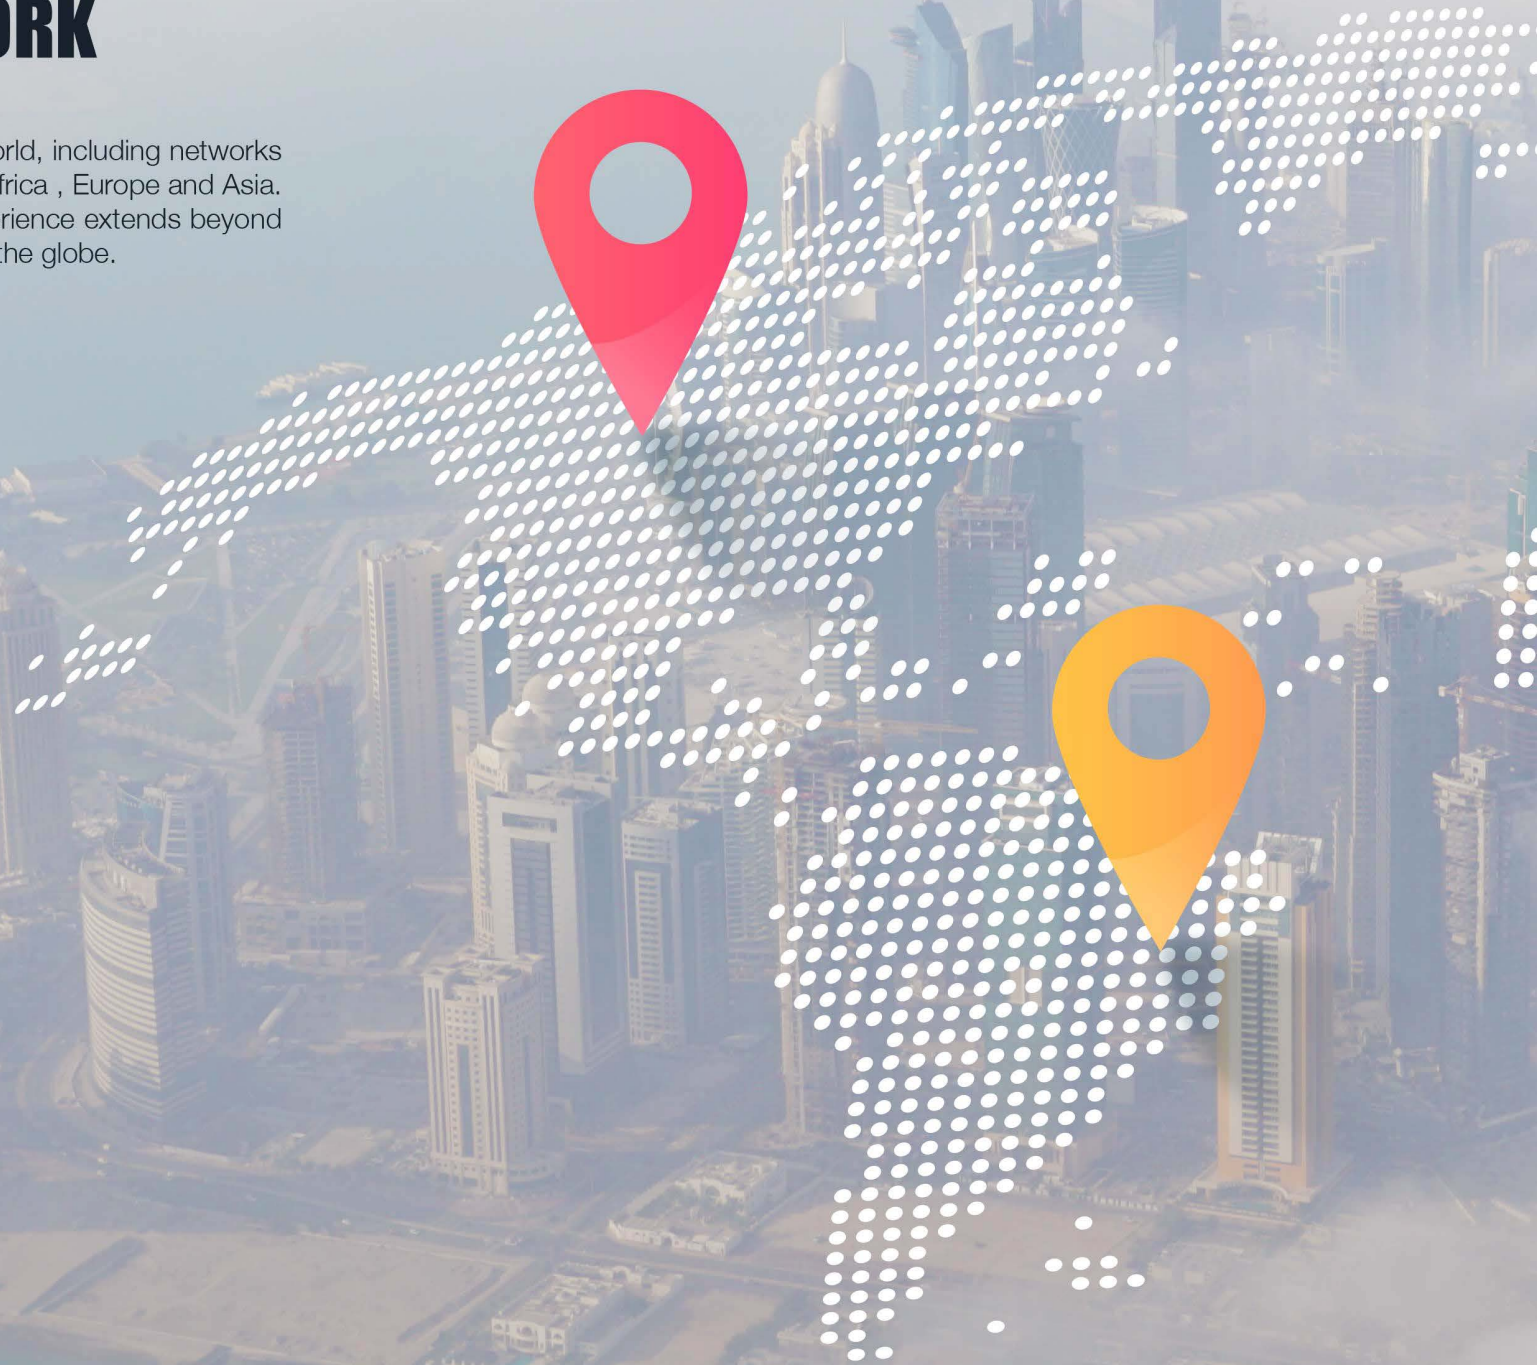 ORK
orld, including networks
frica , Europe and Asia.
rience extends beyond
the globe.